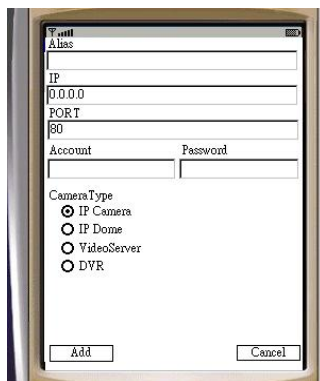 Alias
IP
0.0.0.0
PORT
80
Account Password
CameraType
IP Camera
IP Dome
VideoServer
DVR
Add Cancel